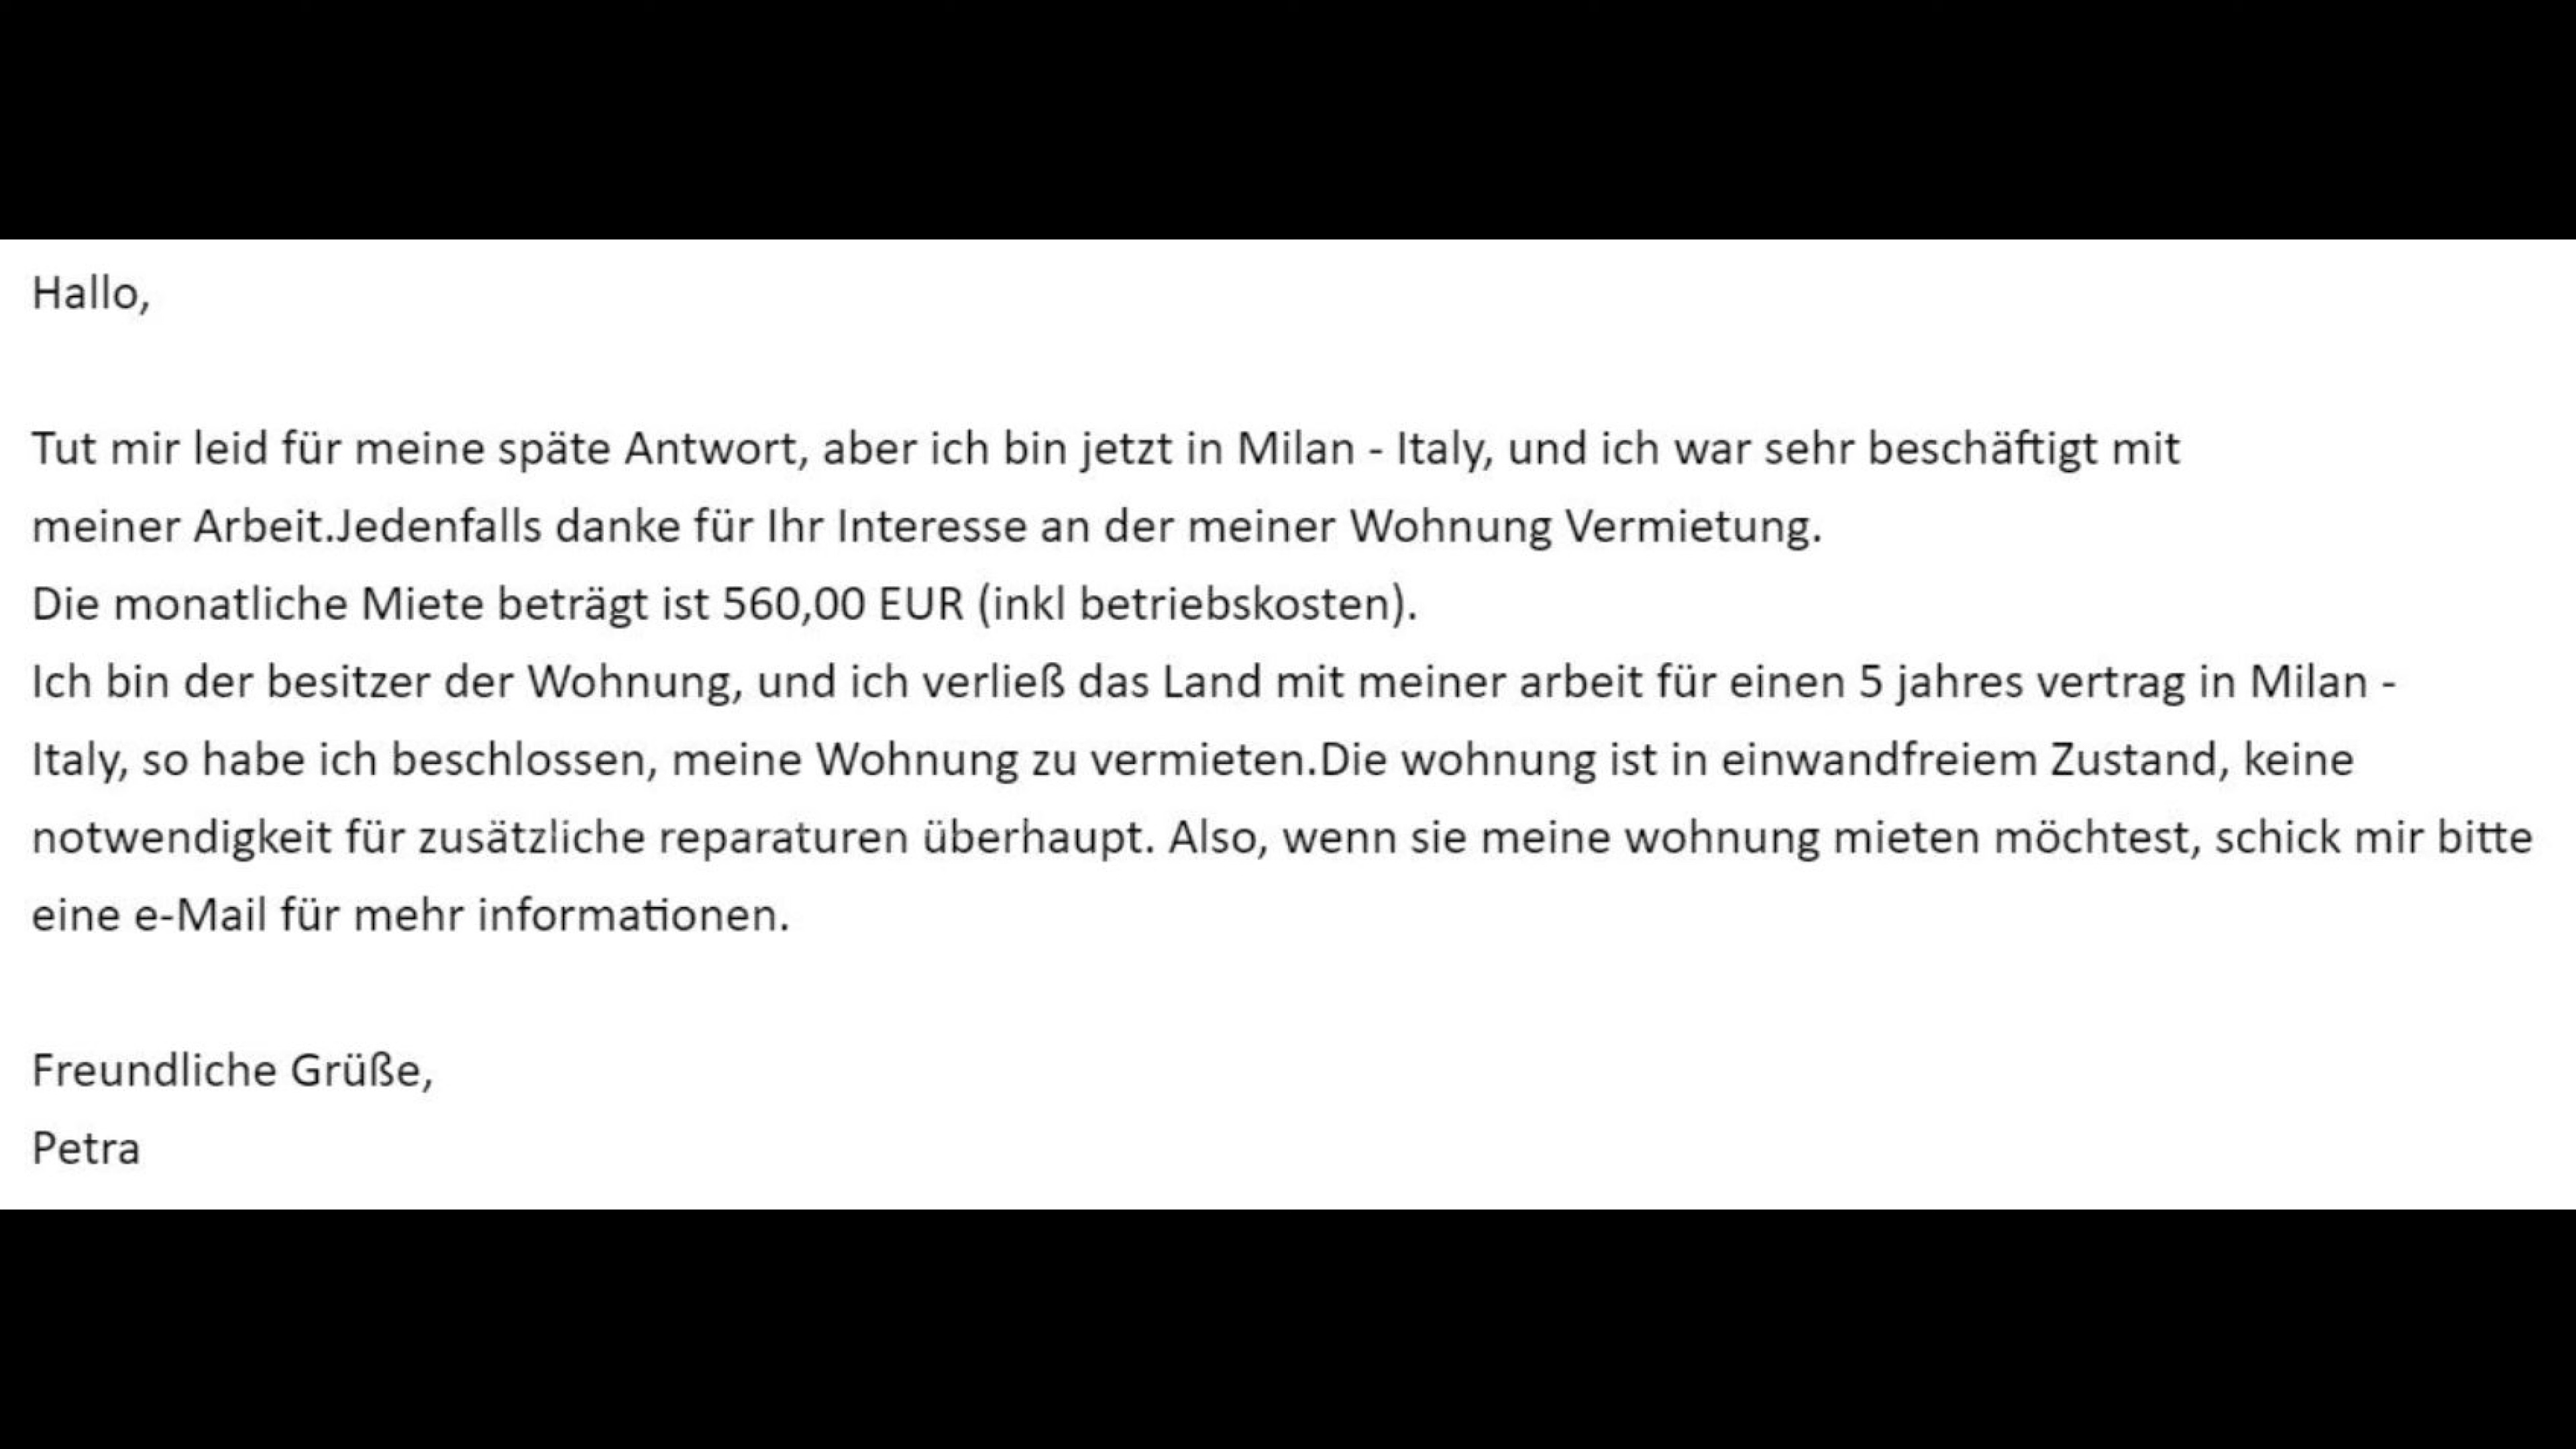 Hallo,
Tut mir leid für meine späte Antwort, aber ich bin jetzt in Milan - Italy, und ich war sehr beschäftigt mit
meiner Arbeit.Jedenfalls danke für Ihr Interesse an der meiner Wohnung Vermietung.
Die monatliche Miete beträgt ist 560,00 EUR (inkl betriebskosten).
Ich bin der besitzer der Wohnung, und ich verließ das Land mit meiner arbeit für einen 5 jahres vertrag in Milan -
Italy, so habe ich beschlossen, meine Wohnung zu vermieten.Die wohnung ist in einwandfreiem Zustand, keine
notwendigkeit für zusätzliche reparaturen überhaupt. Also, wenn sie meine wohnung mieten möchtest, schick mir bitte
eine e-Mail für mehr informationen.
Freundliche Grüße,
Petra